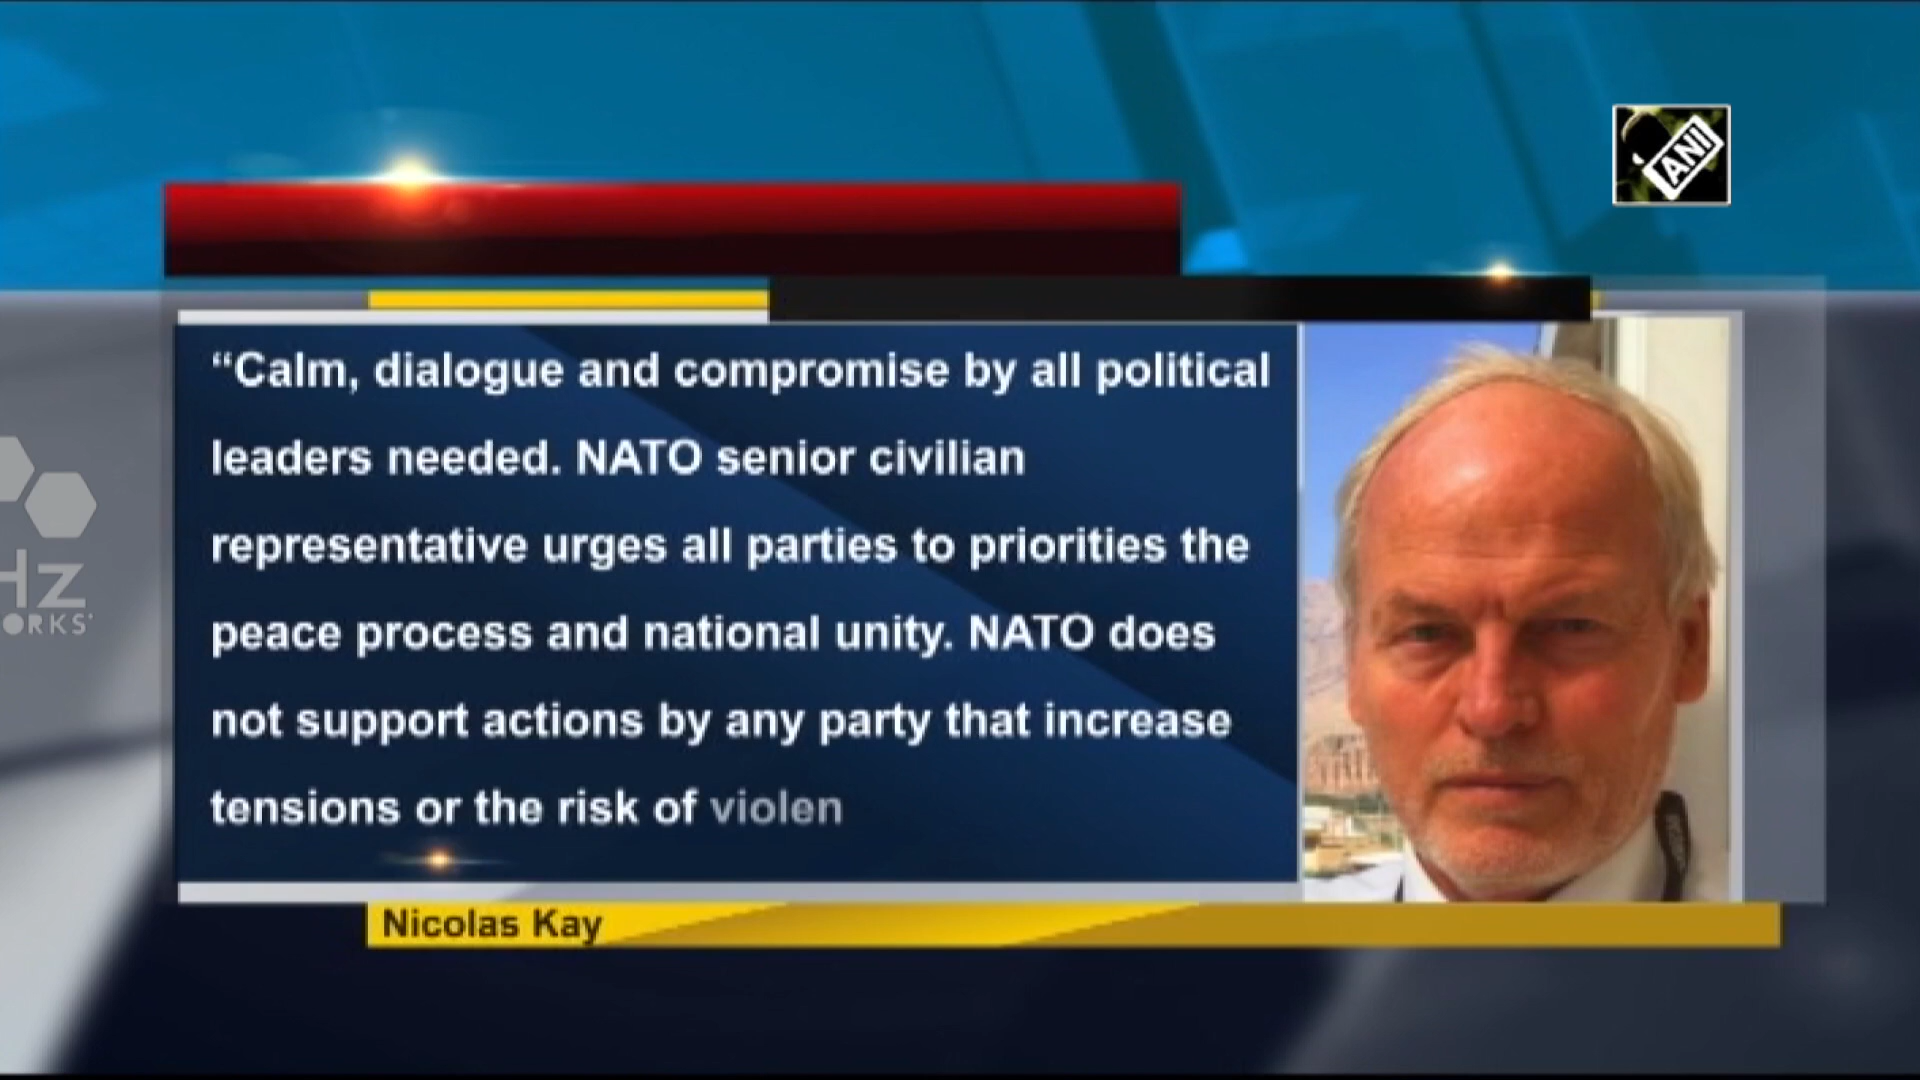 ANI
“Calm, dialogue and compromise by all political
leaders needed. NATO senior civilian
representative urges all parties to priorities the
peace process and national unity. NATO does
not support actions by any party that increase
tensions or the risk of violen
Nicolas Kay
Hz
ORKS